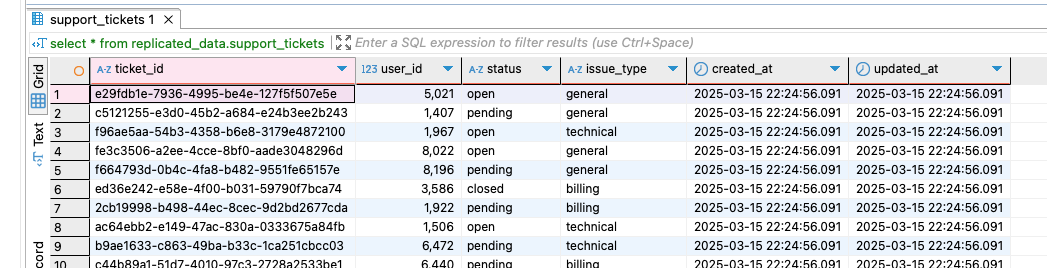 support_tickets 1 ×
select * from replicated_data.support_tickets Enter a SQL expression to filter results (use Ctrl+Space)
Grid
Text
cord
A-Z ticket_id 123 user_id A-Z status A-Z issue_type created_at updated_at
1 e29fdb1e-7936-4995-be4e-127f5f507e5e 5,021 open general 2025-03-15 22:24:56.091 2025-03-15 22:24:56.091
2 c5121255-e3d0-45b2-a684-e24b3ee2b243 1,407 pending general 2025-03-15 22:24:56.091 2025-03-15 22:24:56.091
3 f96ae5aa-54b3-4358-b6e8-3179e4872100 1,967 open technical 2025-03-15 22:24:56.091 2025-03-15 22:24:56.091
4 fe3c3506-a2ee-4cce-8bf0-aade3048296d 8,022 open general 2025-03-15 22:24:56.091 2025-03-15 22:24:56.091
5 f664793d-0b4c-4fa8-b482-9551fe65157e 8,196 pending general 2025-03-15 22:24:56.091 2025-03-15 22:24:56.091
6 ed36e242-e58e-4f00-b031-59790f7bca74 3,586 closed billing 2025-03-15 22:24:56.091 2025-03-15 22:24:56.091
7 2cb19998-b498-44ec-8cec-9d2bd2677cda 1,922 pending billing 2025-03-15 22:24:56.091 2025-03-15 22:24:56.091
8 ac64ebb2-e149-47ac-830a-0333675a84fb 1,506 open technical 2025-03-15 22:24:56.091 2025-03-15 22:24:56.091
9 b9ae1633-c863-49ba-b33c-1ca251cbcc03 6,472 pending technical 2025-03-15 22:24:56.091 2025-03-15 22:24:56.091
10 c44b89a1-51d7-4010-97c3-2728a2533be1 6,440 pending billing 2025-03-15 22:24:56.091 2025-03-15 22:24:56.091